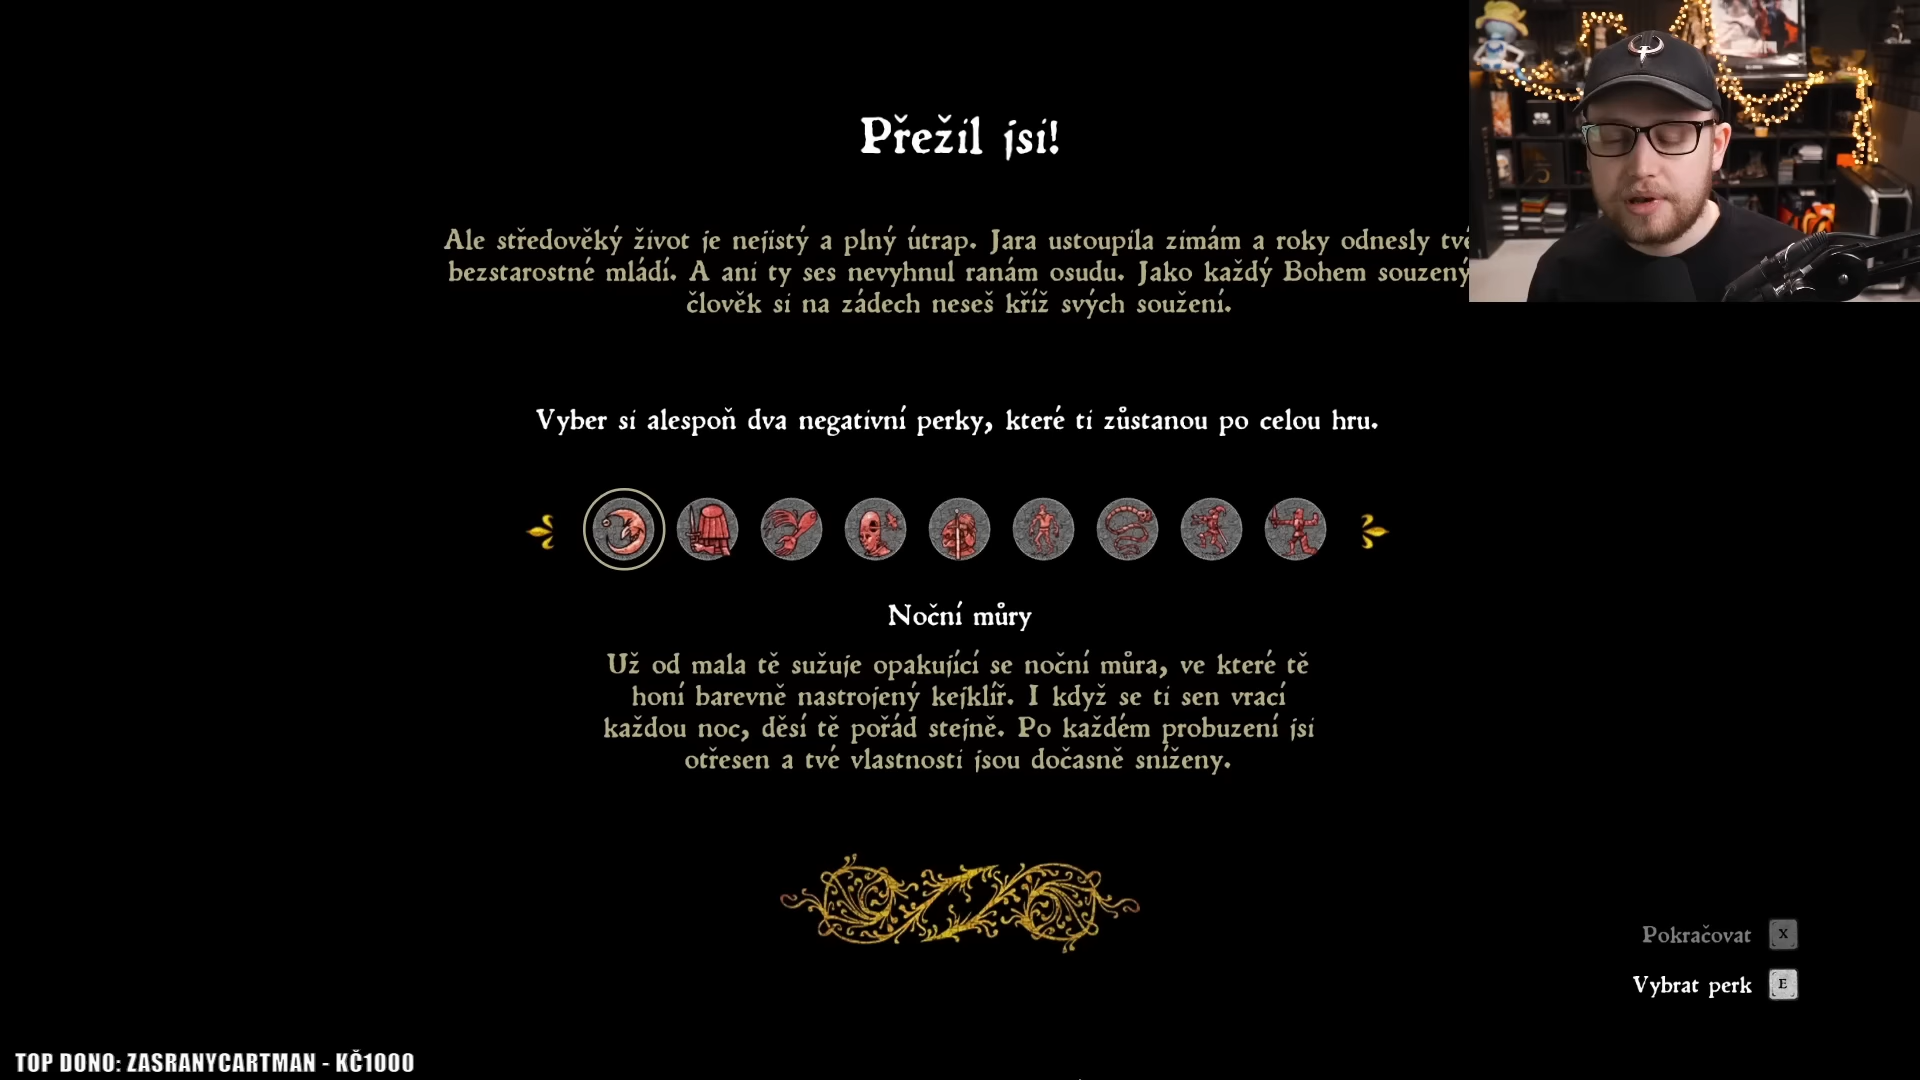 Přežil jsi!
Ale středověký život je nejistý a plný útrap. Jara ustoupila zimám a roky odnesly tvé
bezstarostné mládí. A ani ty ses nevyhnul ranám osudu. Jako každý Bohem souzený
člověk si na zádech neseš kříž svých soužení.
Vyber si alespoň dva negativní perky, které ti zůstanou po celou hru.
Noční můry
Už od mala tě sužuje opakující se noční můra, ve které tě
honí barevně nastrojený kejklíř. I když se ti sen vrací
každou noc, děsí tě pořád stejně. Po každém probuzení jsi
otřesen a tvé vlastnosti jsou dočasně sníženy.
Pokračovat X
Vybrat perk E
TOP DONO: ZASRANYCARTMAN - KČ1000